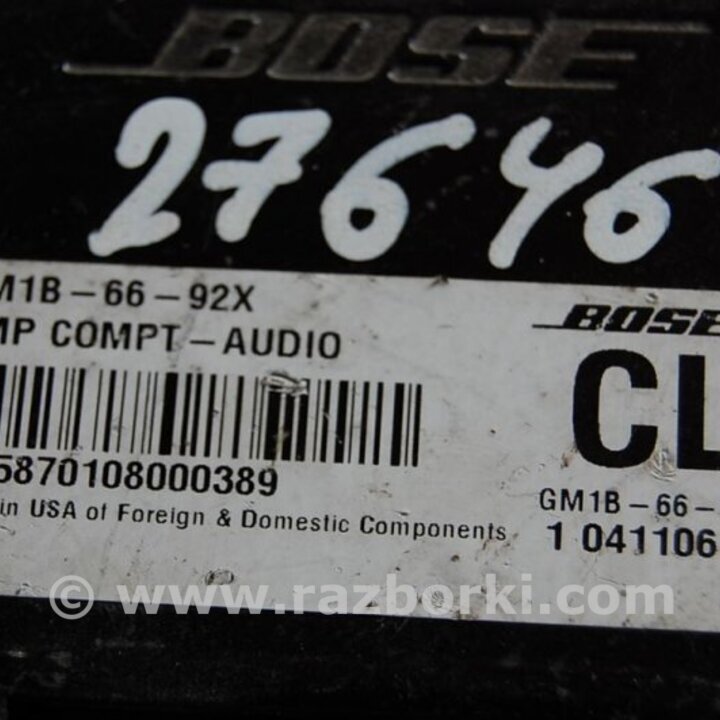 BOSE
27646
M1B-66-92X
MP COMPT-AUDIO
5870108000389
in USA of Foreign & Domestic Components
BOSE
CL
GM1B-66-
1 041106
© www.razborki.com